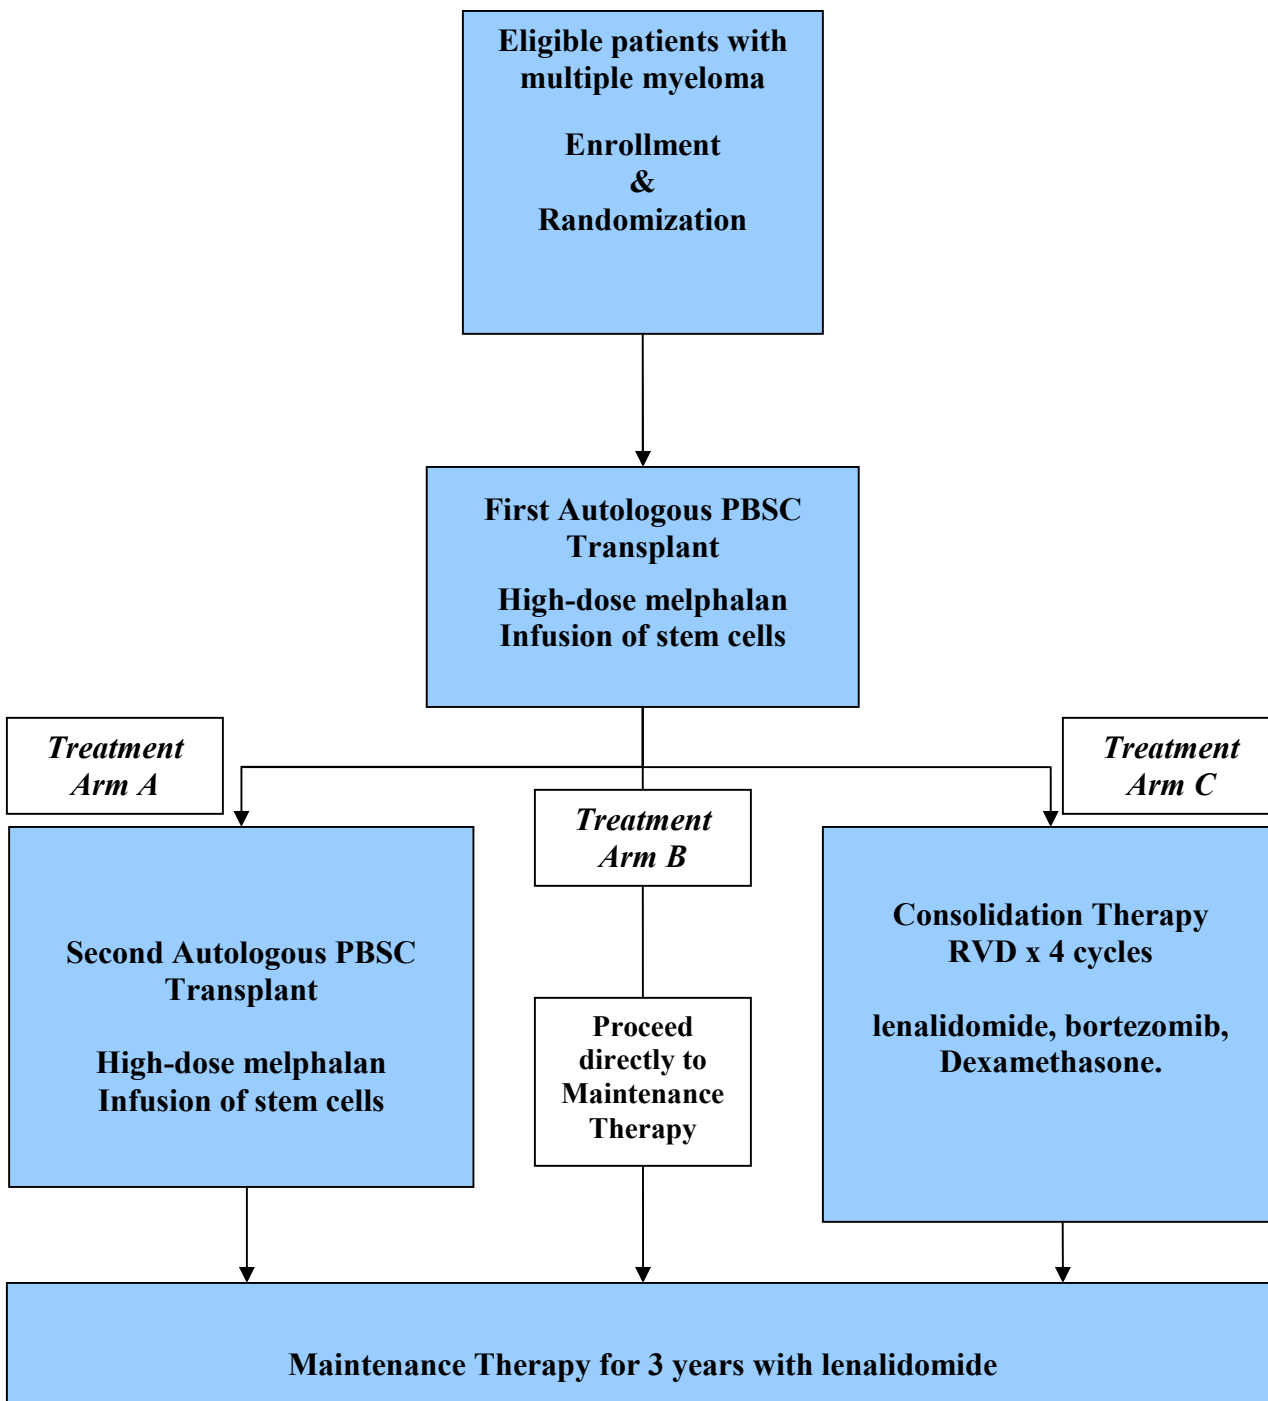 Eligible patients with
multiple myeloma
Enrollment
&
Randomization
First Autologous PBSC
Transplant
High-dose melphalan
Infusion of stem cells
Treatment
Arm A
Treatment
Arm B
Treatment
Arm C
Second Autologous PBSC
Transplant
High-dose melphalan
Infusion of stem cells
Proceed
directly to
Maintenance
Therapy
Consolidation Therapy
RVD x 4 cycles
lenalidomide, bortezomib,
Dexamethasone.
Maintenance Therapy for 3 years with lenalidomide